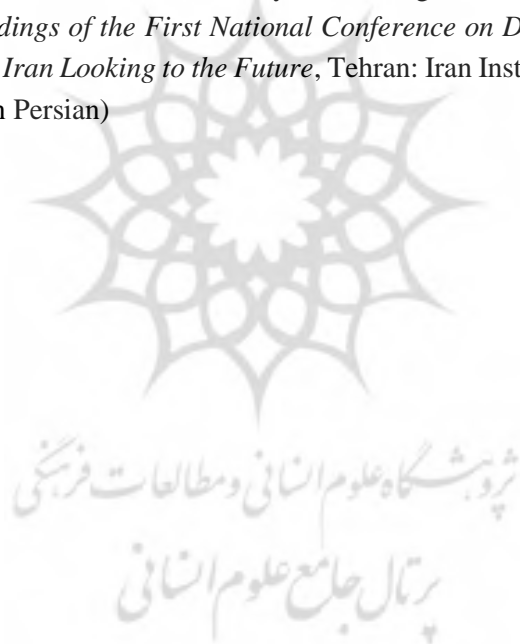 dings of the First National Conference on D
Iran Looking to the Future, Tehran: Iran Inst
n Persian)
پژوهشگاه علوم انسانی و مطالعات فرهنگی
پرتال جامع علوم انسانی